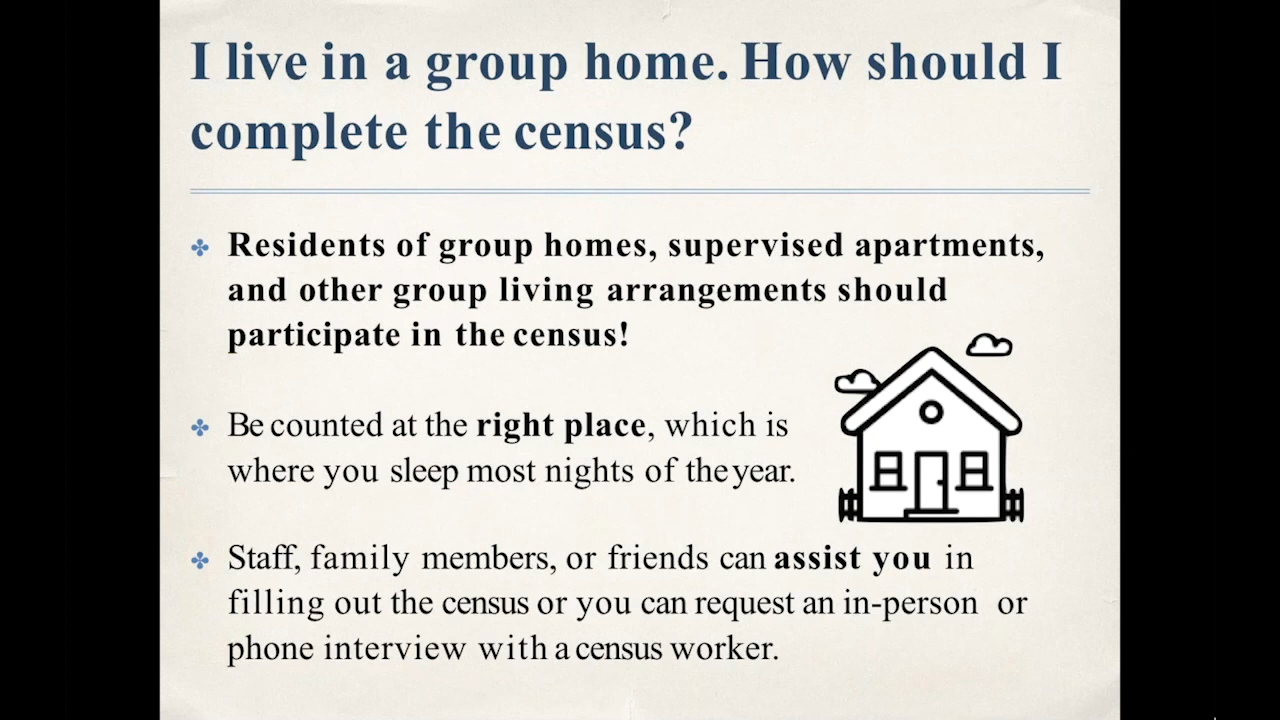 I live in a group home. How should I
complete the census?
Residents of group homes, supervised apartments,
and other group living arrangements should
participate in the census!
Be counted at the right place, which is
where you sleep most nights of the year.
Staff, family members, or friends can assist you in
filling out the census or you can request an in-person or
phone interview with a census worker.